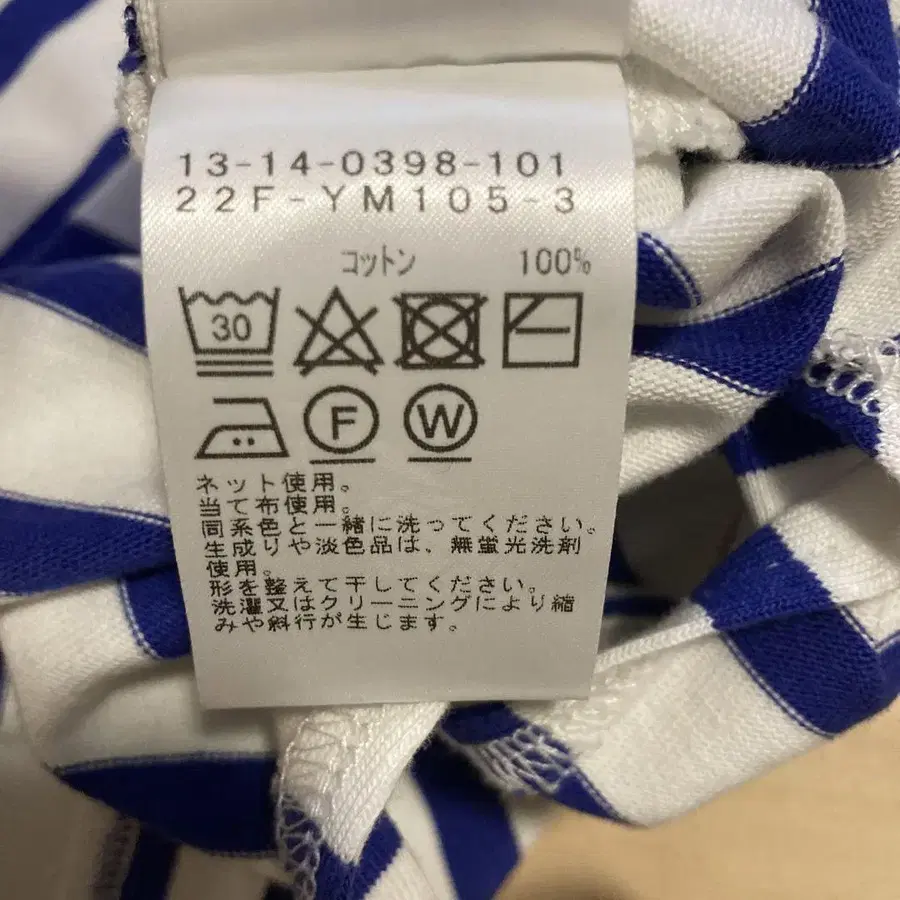 13-14-0398-101
22F-YM105-3
コットン 100%
30
F W
ネット使用。
当て布使用。
同系色と一緒に洗ってください。
生成りや淡色品は、無蛍光洗剤
使用。
形を整えて干してください。
洗濯又はクリーニングにより縮
みや斜行が生じます。